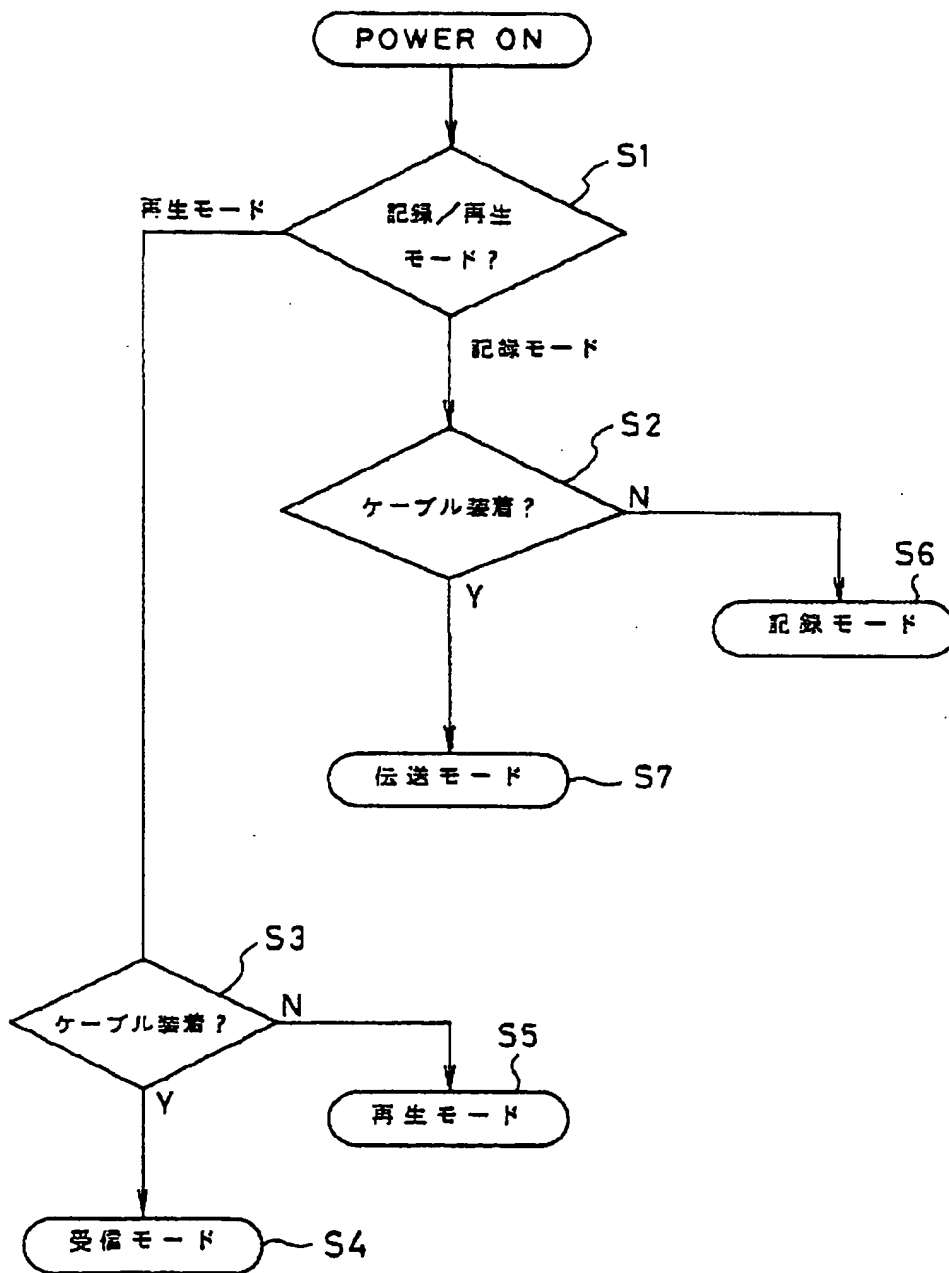 POWER ON
S1
再生モード
記録／再生
モード？
記録モード
S2
ケーブル装着？
N
S6
Y
記録モード
伝送モード
S7
S3
ケーブル装着？
N
S5
Y
再生モード
受信モード
S4